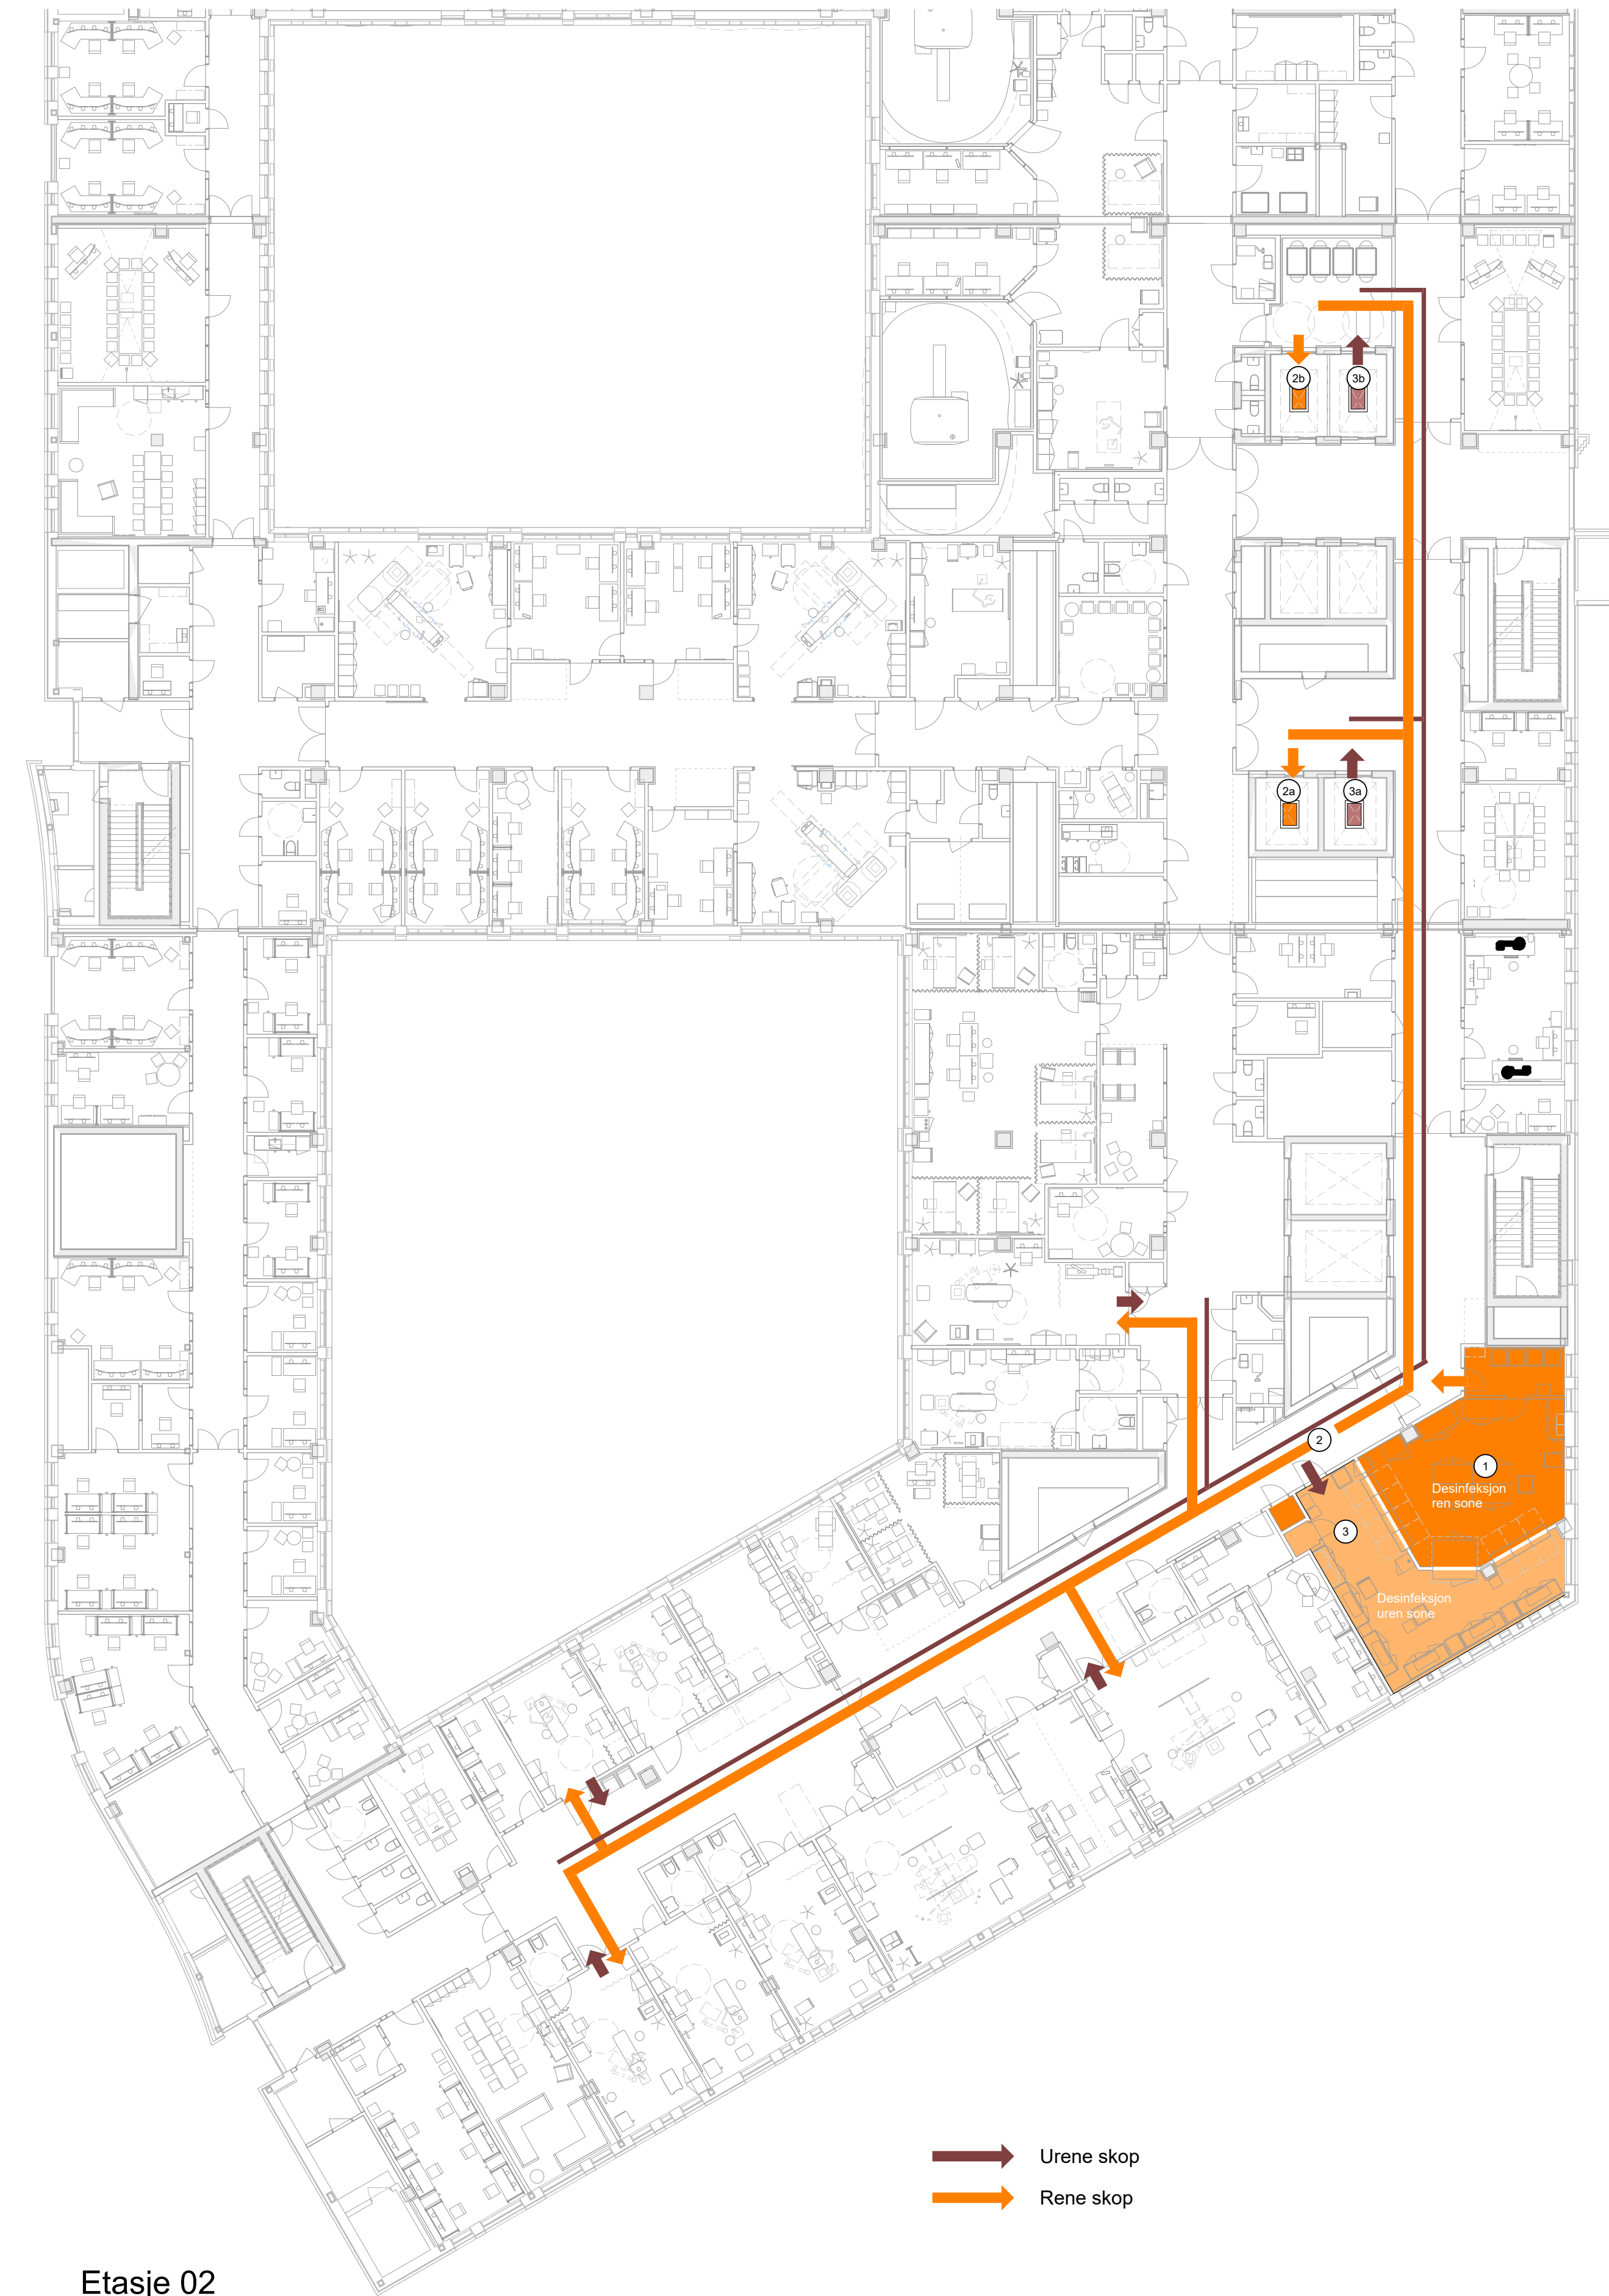 2b
3b
2a
3a
2
1
Desinfeksjon
ren sone
3
Desinfeksjon
uren sone
Urene skop
Rene skop
Etasje 02